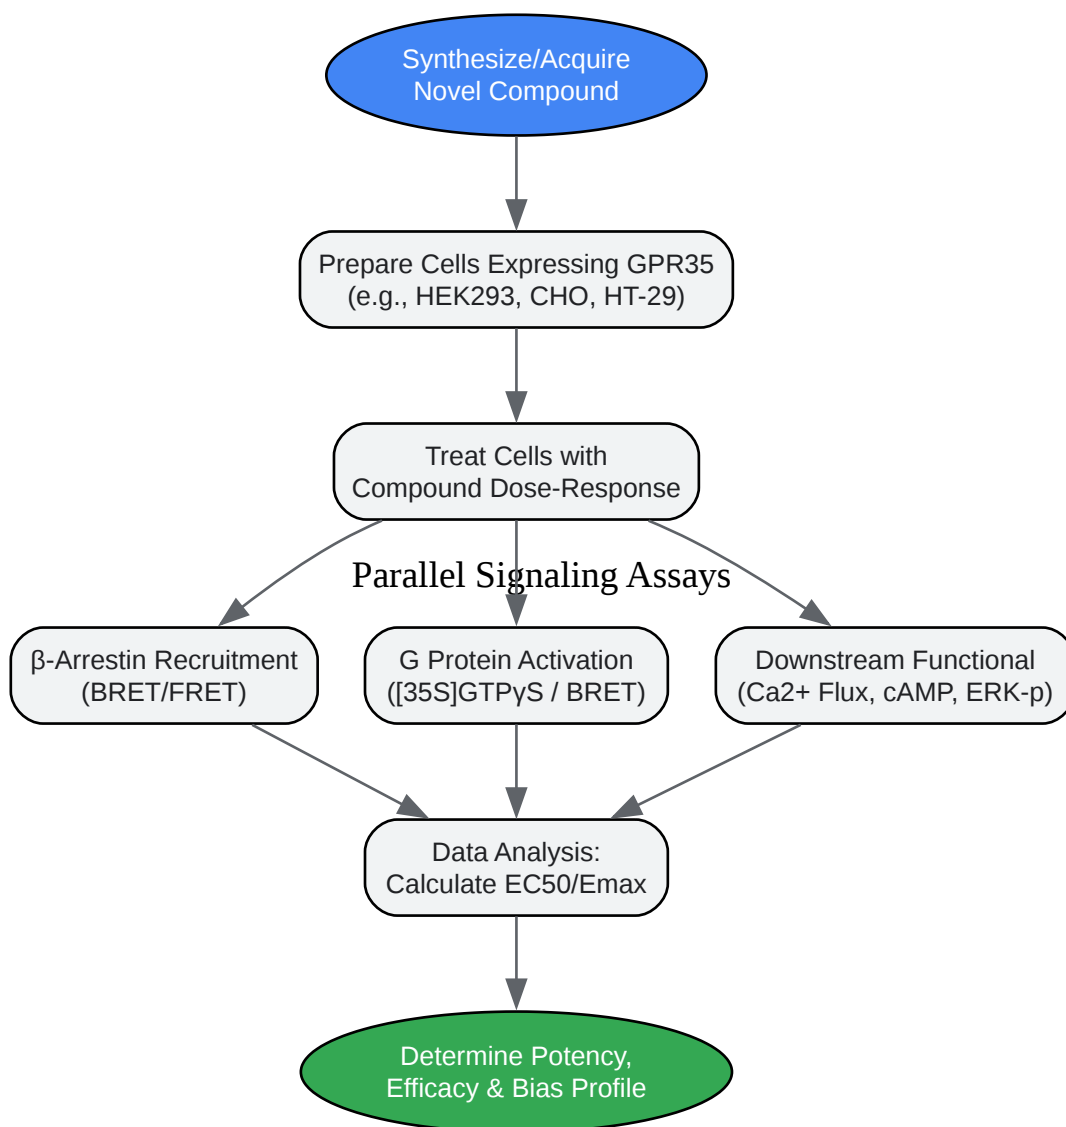 Synthesize/Acquire
Novel Compound
Prepare Cells Expressing GPR35
(e.g., HEK293, CHO, HT-29)
Treat Cells with
Compound Dose-Response
Parallel Signaling Assays
β-Arrestin Recruitment
(BRET/FRET)
G Protein Activation
([35S]GTPγS / BRET)
Downstream Functional
(Ca2+ Flux, cAMP, ERK-p)
Data Analysis:
Calculate EC50/Emax
Determine Potency,
Efficacy & Bias Profile